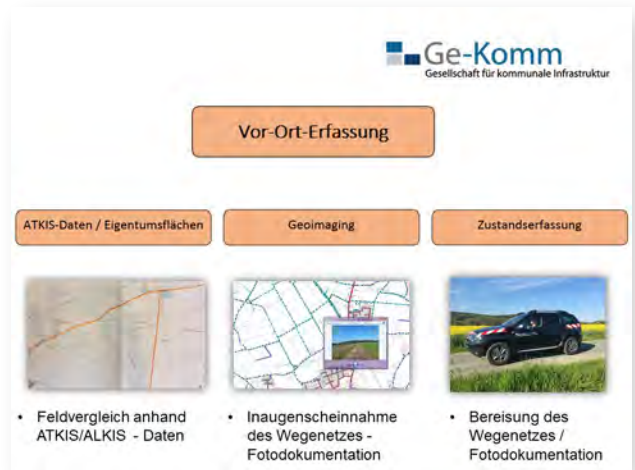 Ge-Komm
Gesellschaft für kommunale Infrastruktur
Vor-Ort-Erfassung
ATKIS-Daten / Eigentumsflächen
Geoimaging
Zustandserfassung
• Feldvergleich anhand
ATKIS/ALKIS - Daten
• Inaugenscheinnahme
des Wegenetzes -
Fotodokumentation
• Bereisung des
Wegenetzes /
Fotodokumentation